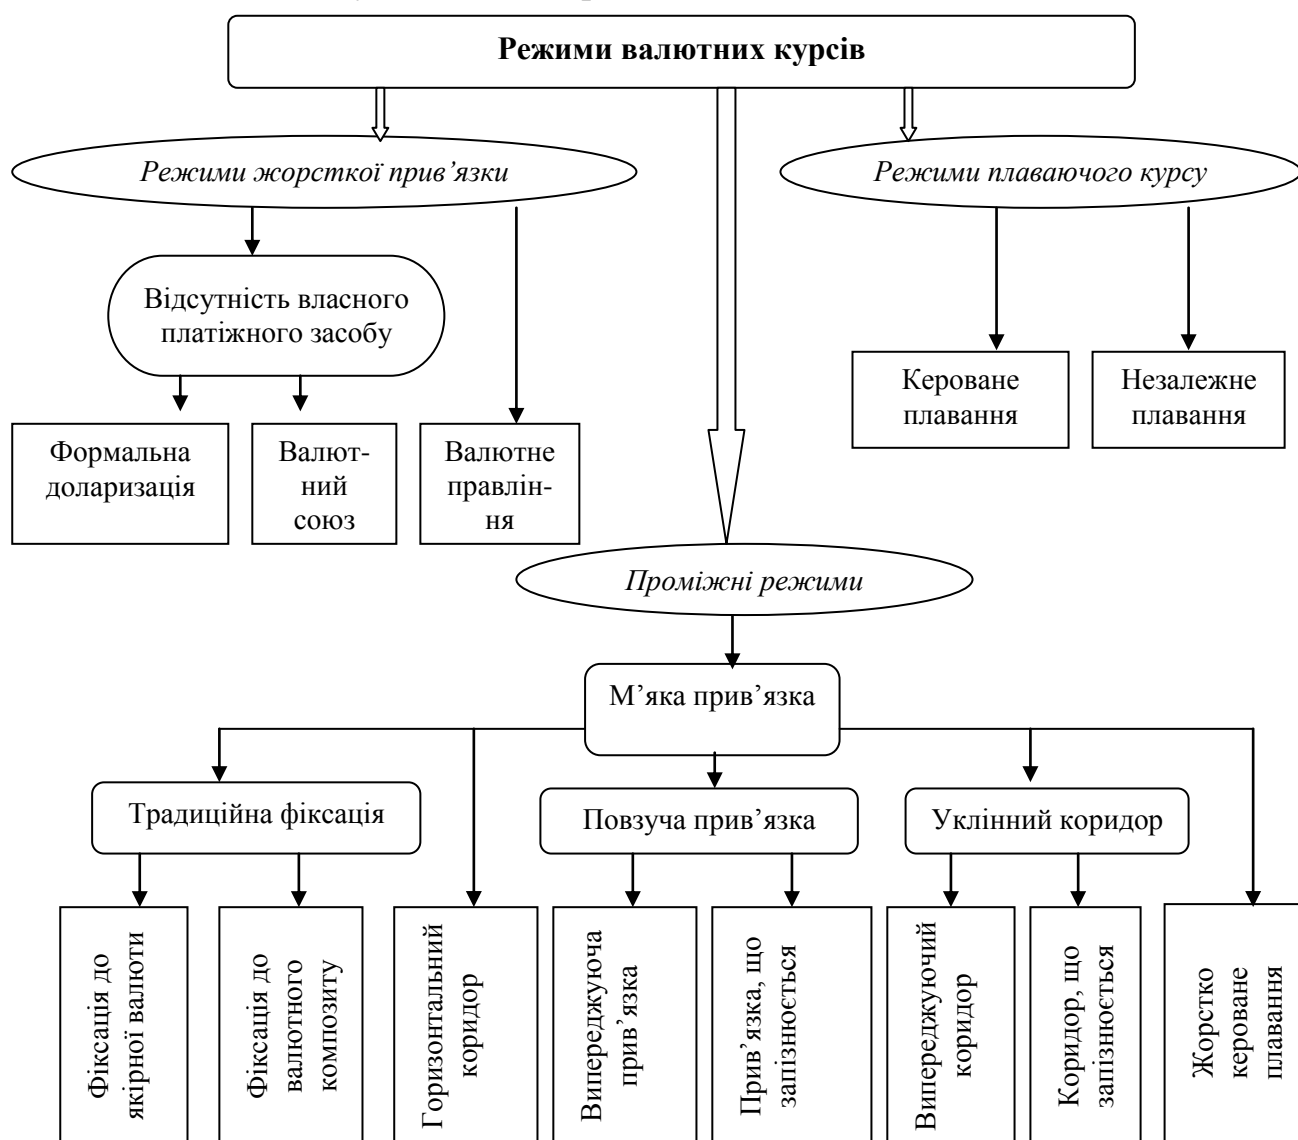 Режими валютних курсів
Режими жорсткої прив’язки
Режими плаваючого курсу
Відсутність власного
платіжного засобу
Кероване
плавання
Незалежне
плавання
Формальна
доларизація
Валют-
ний
союз
Валютне
правлін-
ня
Проміжні режими
М’яка прив’язка
Традиційна фіксація
Повзуча прив’язка
Уклінний коридор
Фіксація до
якірної валюти
Фіксація до
валютного
композиту
Горизонтальний
коридор
Випереджуюча
прив’язка
Прив’язка, що
запізнюється
Випереджуючий
коридор
Коридор, що
запізнюється
Жорстко
кероване
плавання